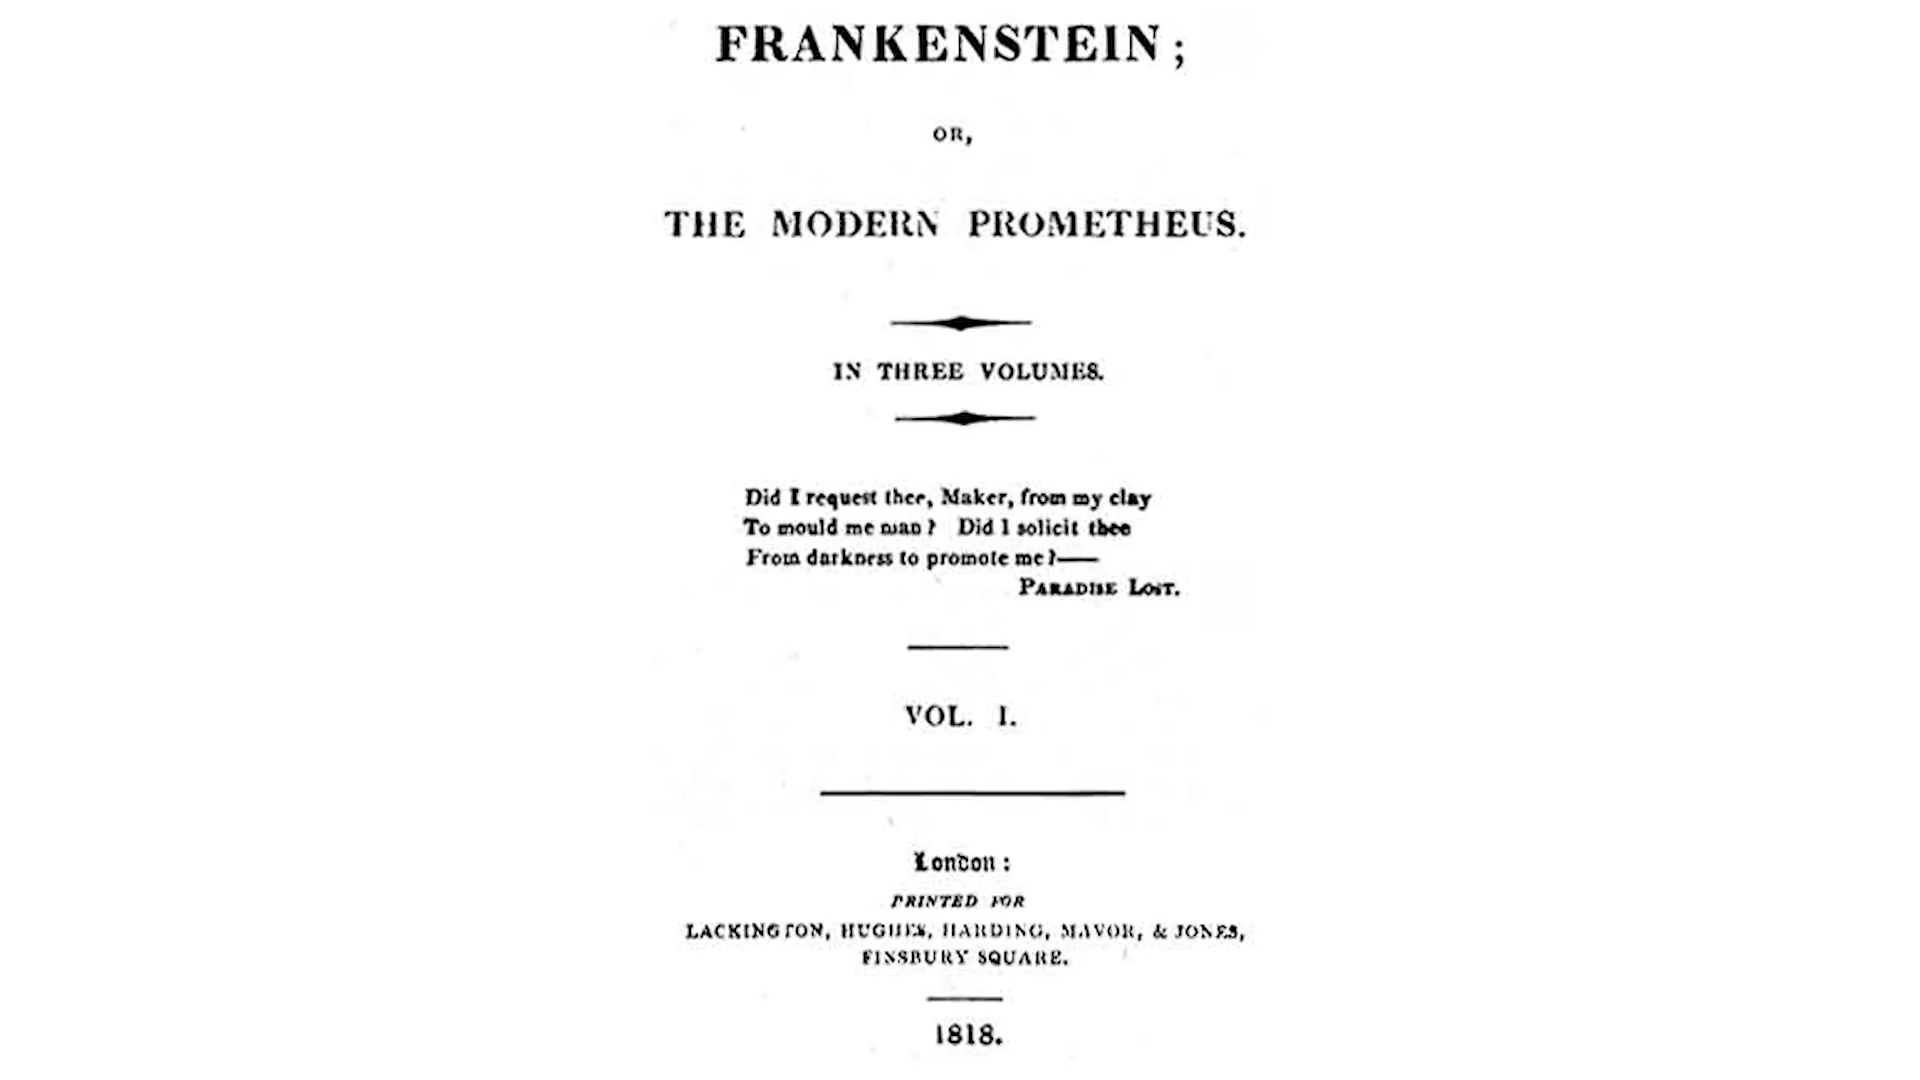 FRANKENSTEIN;
OR,
THE MODERN PROMETHEUS.
IN THREE VOLUMES.
Did I request thee, Maker, from my clay
To mould me man? Did I solicit thee
From darkness to promote me?—
PARADISE LOST.
VOL. I.
London:
PRINTED FOR
LACKINGTON, HUGHES, HARDING, MAVOR, & JONES,
FINSBURY SQUARE.
1818.